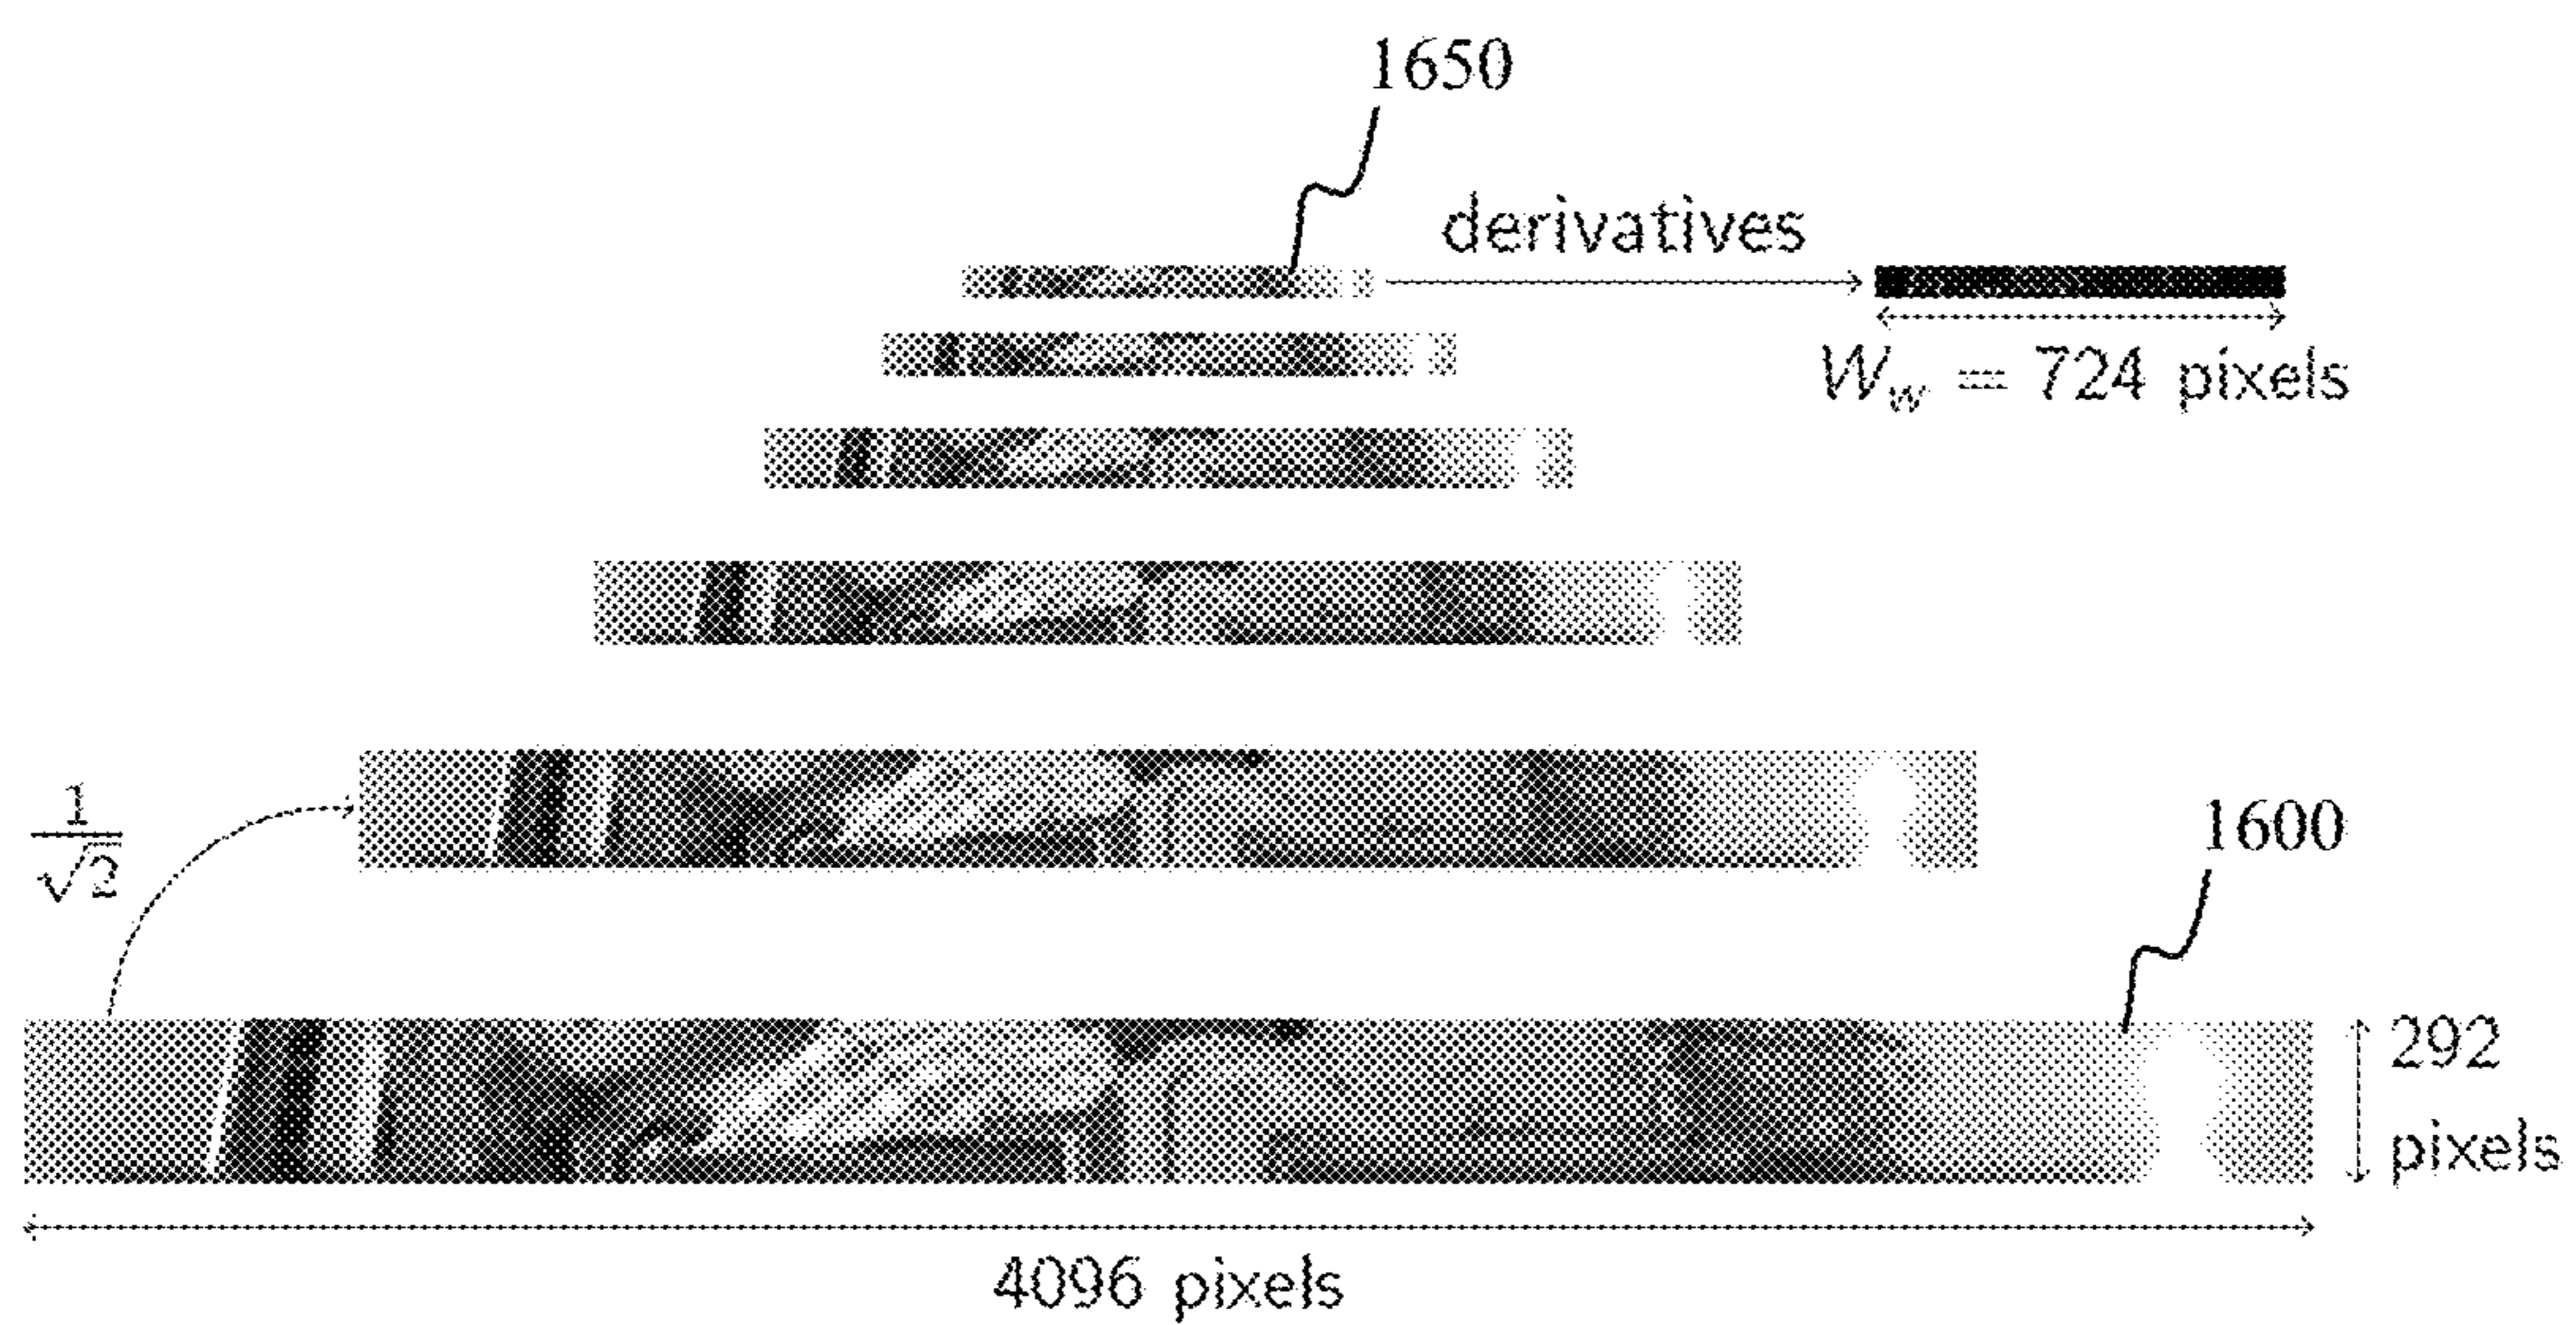 1650
derivatives
W_w = 724 pixels
1/√2
1600
292
pixels
4096 pixels